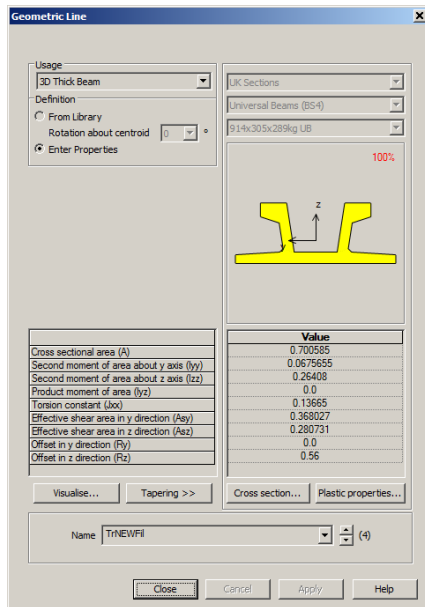 Geometric Line
Usage
3D Thick Beam
Definition
From Library
Rotation about centroid 0 °
Enter Properties
UK Sections
Universal Beams (BS4)
914x305x289kg UB
100%
z
y
Value
Cross sectional area (A) 0.700585
Second moment of area about y axis (Iyy) 0.0675655
Second moment of area about z axis (Izz) 0.26408
Product moment of area (Iyz) 0.0
Torsion constant (Jxx) 0.13665
Effective shear area in y direction (Asy) 0.368027
Effective shear area in z direction (Asz) 0.280731
Offset in y direction (Ry) 0.0
Offset in z direction (Rz) 0.56
Visualise... Tapering >> Cross section... Plastic properties...
Name TrNEWFil (4)
Close Cancel Apply Help